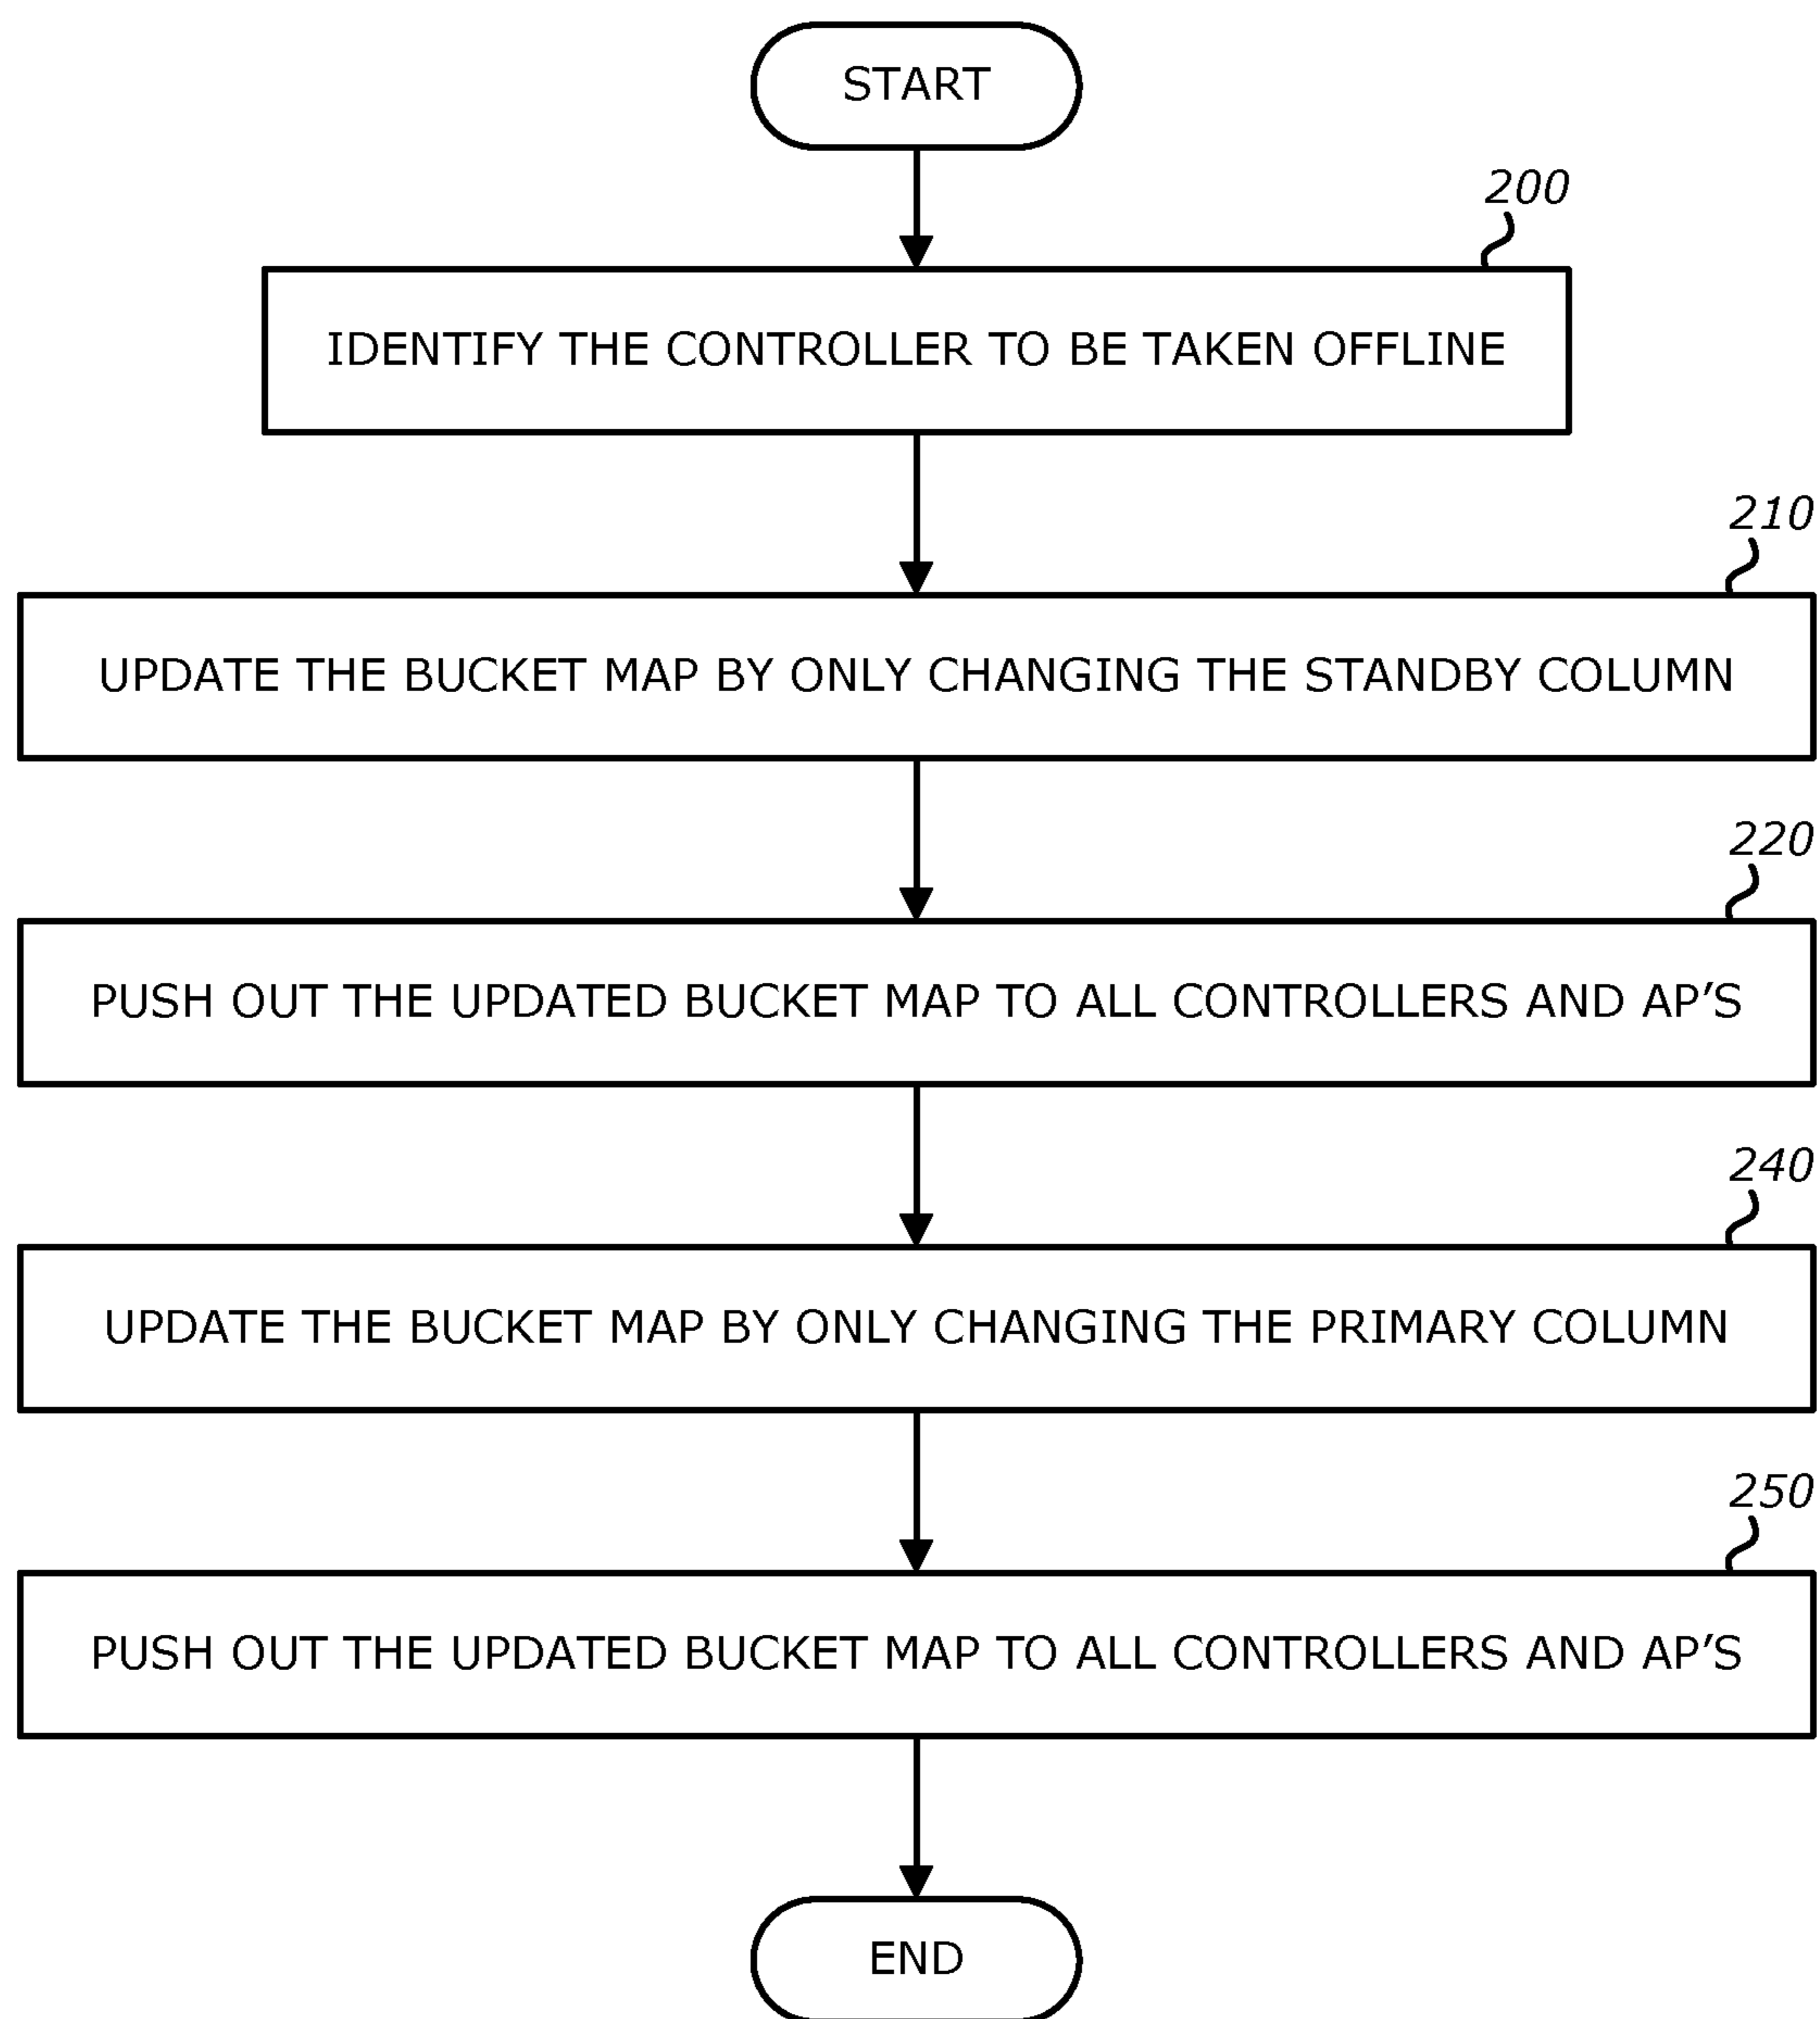 START
200
IDENTIFY THE CONTROLLER TO BE TAKEN OFFLINE
210
UPDATE THE BUCKET MAP BY ONLY CHANGING THE STANDBY COLUMN
220
PUSH OUT THE UPDATED BUCKET MAP TO ALL CONTROLLERS AND AP'S
240
UPDATE THE BUCKET MAP BY ONLY CHANGING THE PRIMARY COLUMN
250
PUSH OUT THE UPDATED BUCKET MAP TO ALL CONTROLLERS AND AP'S
END